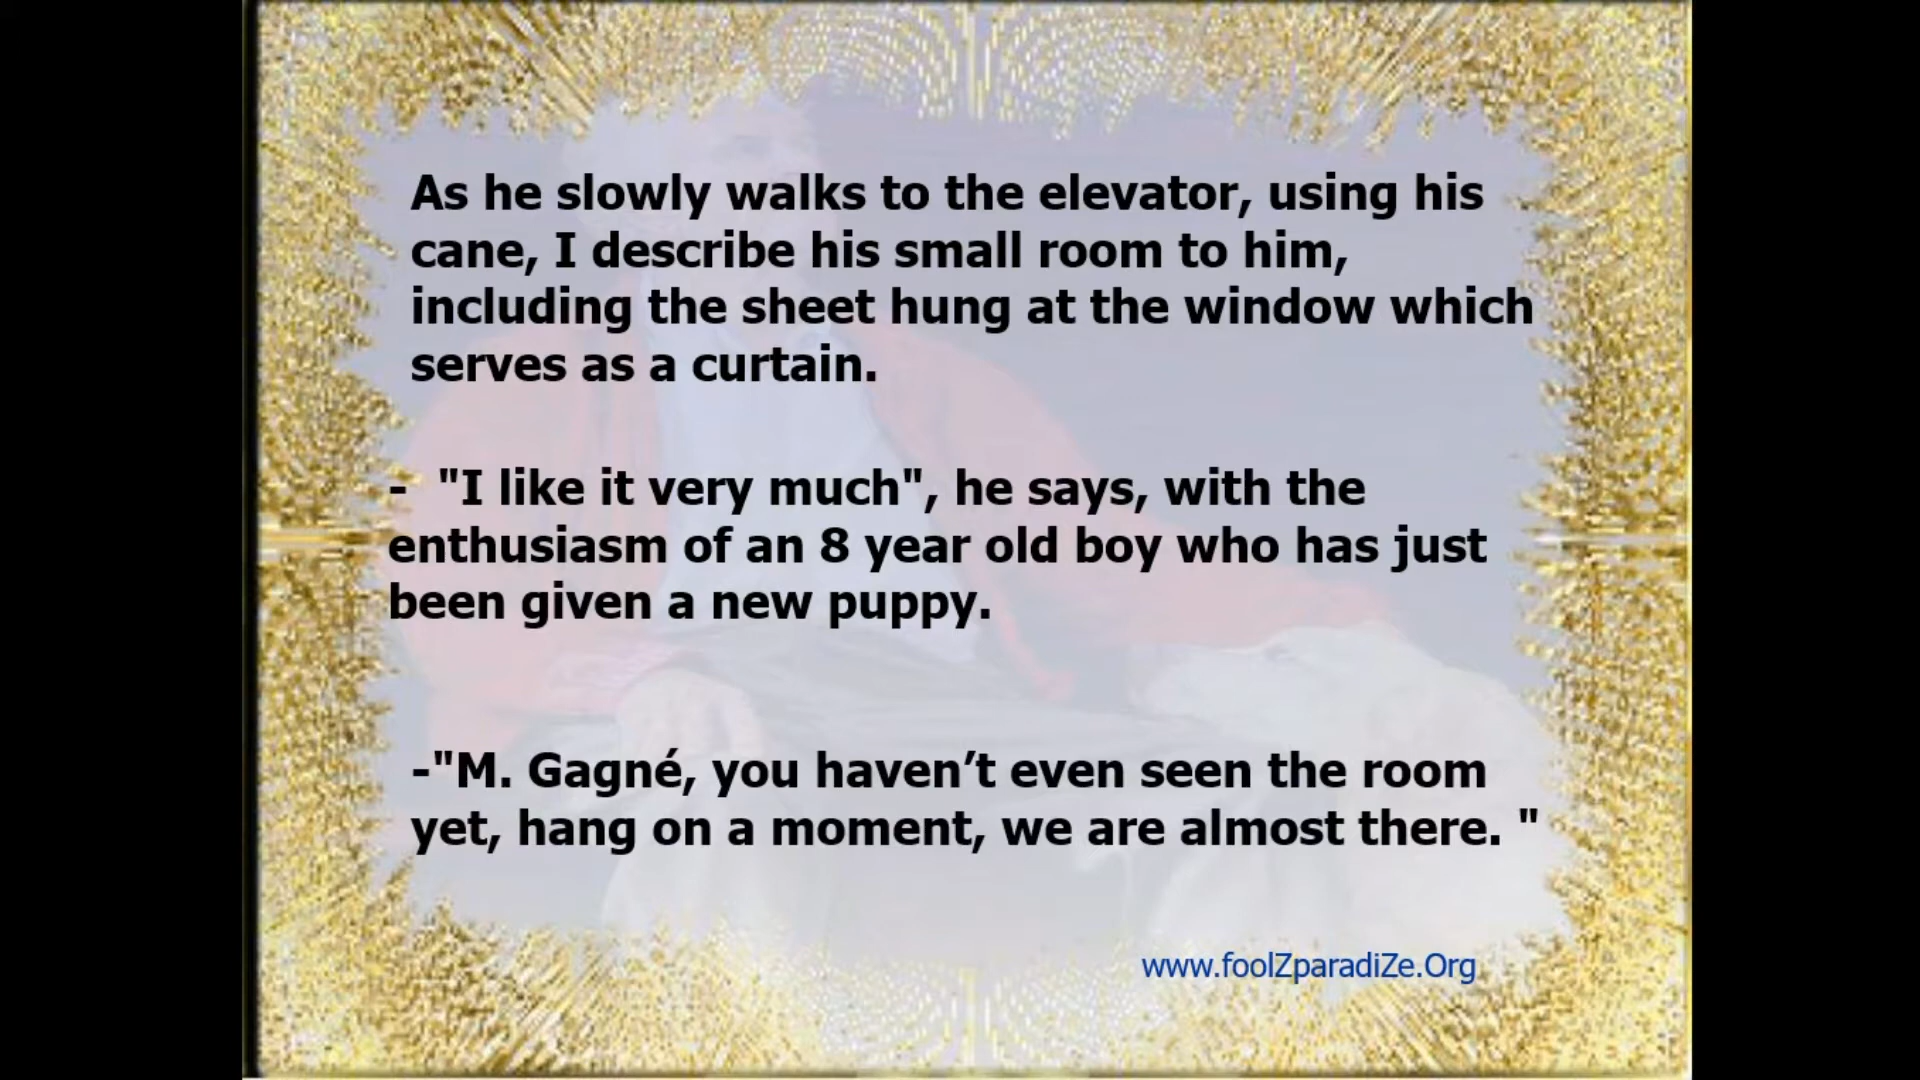 As he slowly walks to the elevator, using his
cane, I describe his small room to him,
including the sheet hung at the window which
serves as a curtain.
- "I like it very much", he says, with the
enthusiasm of an 8 year old boy who has just
been given a new puppy.
-"M. Gagné, you haven’t even seen the room
yet, hang on a moment, we are almost there. "
www.foolZparadiZe.Org